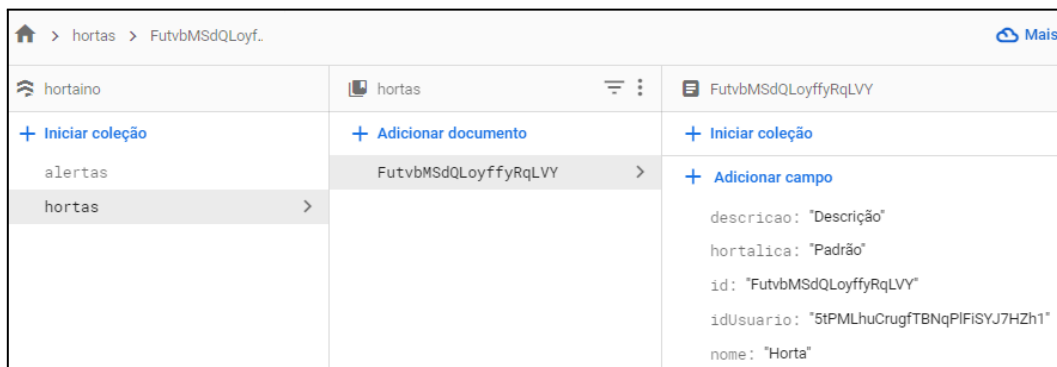 hortas > FutvbMSdQLoyf..
Mais
hortaino
hortas
FutvbMSdQLoyffyRqLVY
+ Iniciar coleção
+ Adicionar documento
+ Iniciar coleção
alertas
FutvbMSdQLoyffyRqLVY
+ Adicionar campo
hortas
descricao: "Descrição"
hortalica: "Padrão"
id: "FutvbMSdQLoyffyRqLVY"
idUsuario: "5tPMLhuCrugfTBNqPlFiSYJ7HZh1"
nome: "Horta"